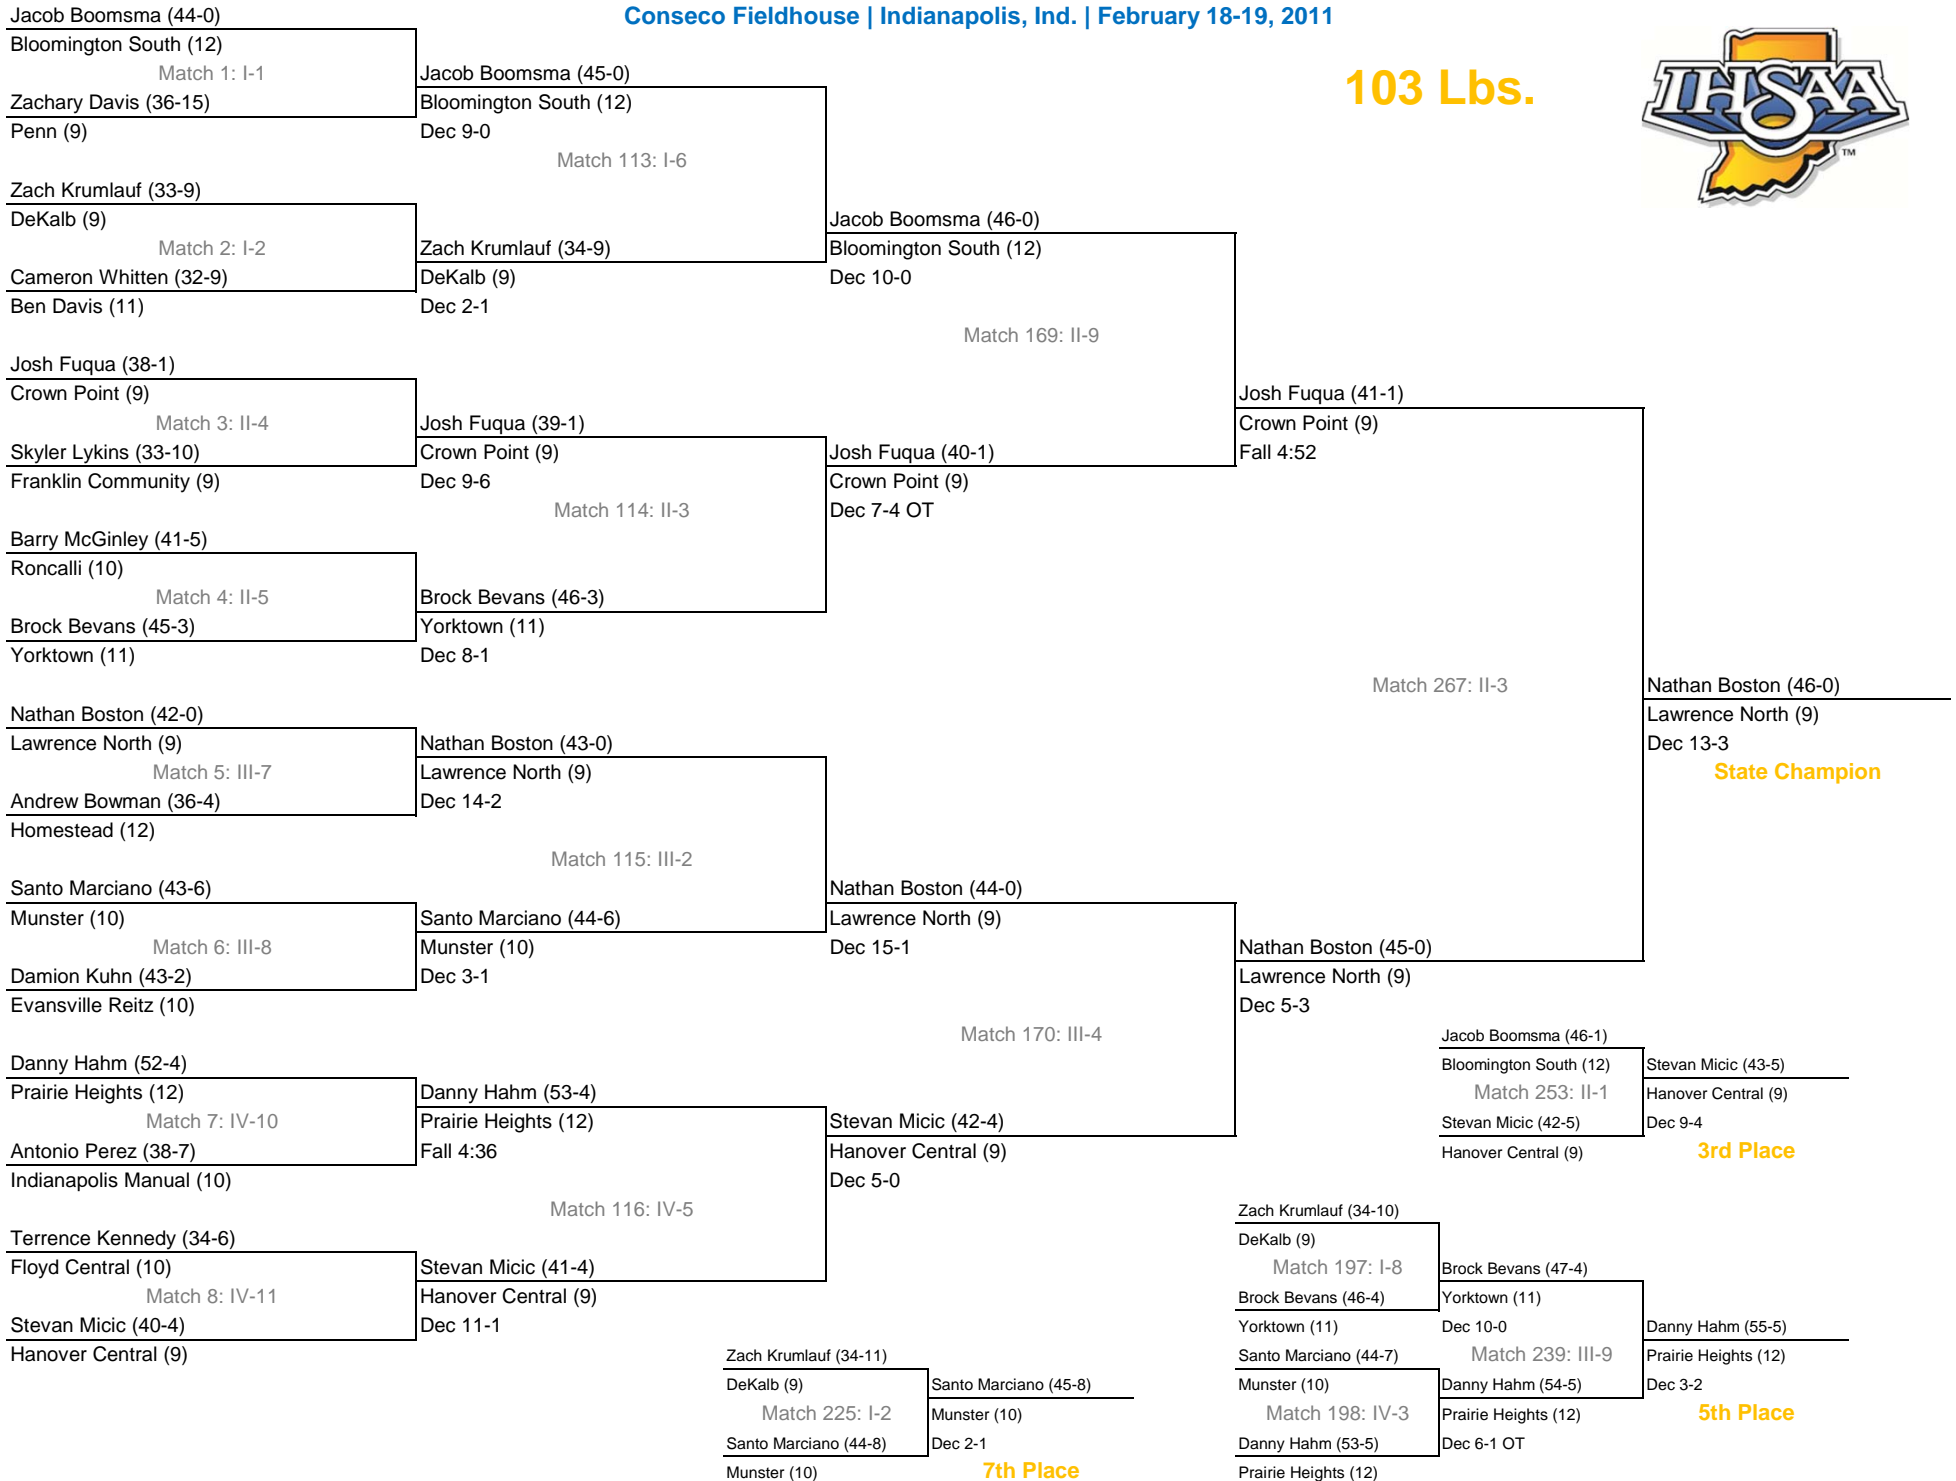 Conseco Fieldhouse | Indianapolis, Ind. | February 18-19, 2011
103 Lbs.
IHSAA
TM
Jacob Boomsma (44-0)
Bloomington South (12)
Match 1: I-1
Zachary Davis (36-15)
Penn (9)
Zach Krumlauf (33-9)
DeKalb (9)
Match 2: I-2
Cameron Whitten (32-9)
Ben Davis (11)
Josh Fuqua (38-1)
Crown Point (9)
Match 3: II-4
Skyler Lykins (33-10)
Franklin Community (9)
Barry McGinley (41-5)
Roncalli (10)
Match 4: II-5
Brock Bevans (45-3)
Yorktown (11)
Nathan Boston (42-0)
Lawrence North (9)
Match 5: III-7
Andrew Bowman (36-4)
Homestead (12)
Santo Marciano (43-6)
Munster (10)
Match 6: III-8
Damion Kuhn (43-2)
Evansville Reitz (10)
Danny Hahm (52-4)
Prairie Heights (12)
Match 7: IV-10
Antonio Perez (38-7)
Indianapolis Manual (10)
Terrence Kennedy (34-6)
Floyd Central (10)
Match 8: IV-11
Stevan Micic (40-4)
Hanover Central (9)
Jacob Boomsma (45-0)
Bloomington South (12)
Dec 9-0
Match 113: I-6
Zach Krumlauf (34-9)
DeKalb (9)
Dec 2-1
Josh Fuqua (39-1)
Crown Point (9)
Dec 9-6
Match 114: II-3
Brock Bevans (46-3)
Yorktown (11)
Dec 8-1
Nathan Boston (43-0)
Lawrence North (9)
Dec 14-2
Match 115: III-2
Santo Marciano (44-6)
Munster (10)
Dec 3-1
Danny Hahm (53-4)
Prairie Heights (12)
Fall 4:36
Match 116: IV-5
Stevan Micic (41-4)
Hanover Central (9)
Dec 11-1
Jacob Boomsma (46-0)
Bloomington South (12)
Dec 10-0
Match 169: II-9
Josh Fuqua (40-1)
Crown Point (9)
Dec 7-4 OT
Nathan Boston (44-0)
Lawrence North (9)
Dec 15-1
Match 170: III-4
Stevan Micic (42-4)
Hanover Central (9)
Dec 5-0
Josh Fuqua (41-1)
Crown Point (9)
Fall 4:52
Match 267: II-3
Nathan Boston (45-0)
Lawrence North (9)
Dec 5-3
Nathan Boston (46-0)
Lawrence North (9)
Dec 13-3
State Champion
Jacob Boomsma (46-1)
Bloomington South (12)
Match 253: II-1
Stevan Micic (42-5)
Hanover Central (9)
Stevan Micic (43-5)
Hanover Central (9)
Dec 9-4
3rd Place
Zach Krumlauf (34-10)
DeKalb (9)
Match 197: I-8
Brock Bevans (46-4)
Yorktown (11)
Santo Marciano (44-7)
Munster (10)
Match 198: IV-3
Danny Hahm (53-5)
Prairie Heights (12)
Brock Bevans (47-4)
Yorktown (11)
Dec 10-0
Match 239: III-9
Danny Hahm (54-5)
Prairie Heights (12)
Dec 6-1 OT
Danny Hahm (55-5)
Prairie Heights (12)
Dec 3-2
5th Place
Zach Krumlauf (34-11)
DeKalb (9)
Match 225: I-2
Santo Marciano (44-8)
Munster (10)
Santo Marciano (45-8)
Munster (10)
Dec 2-1
7th Place